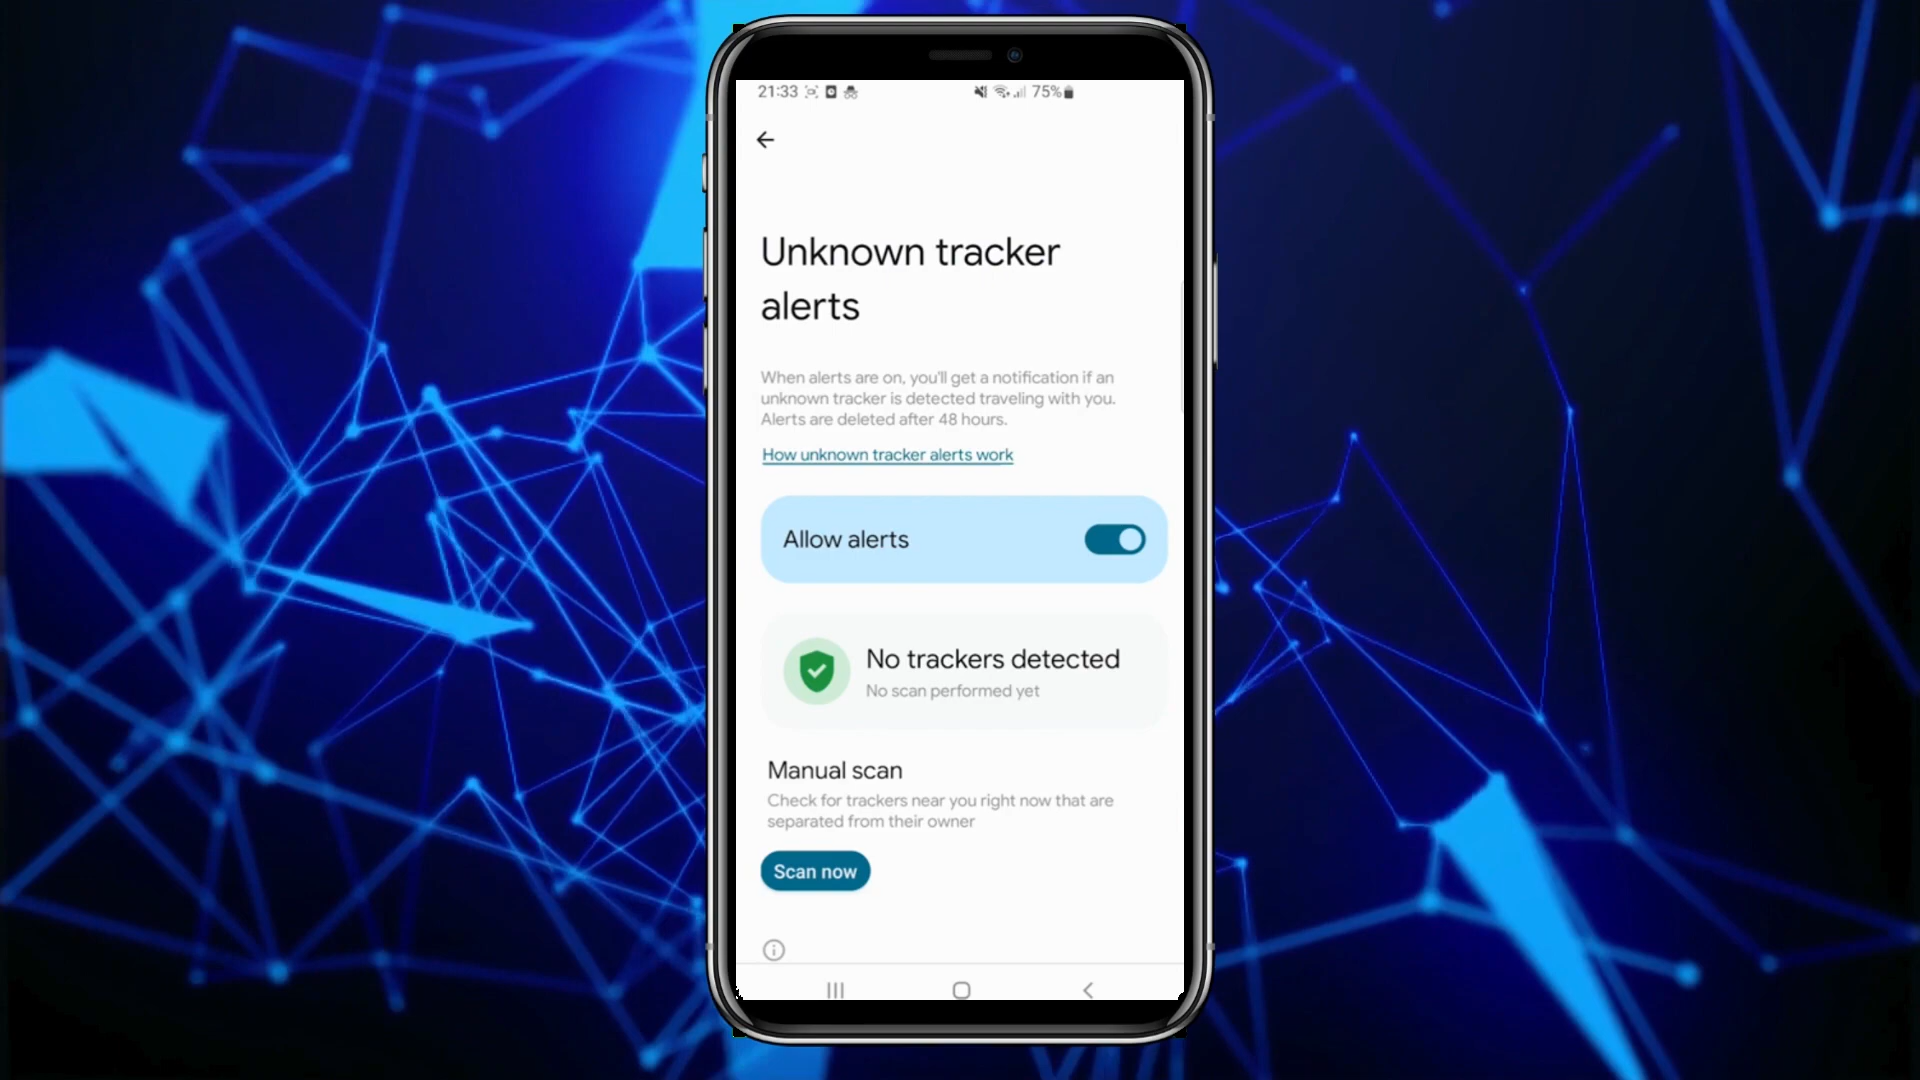 21:33 75%
Unknown tracker
alerts
When alerts are on, you'll get a notification if an
unknown tracker is detected traveling with you.
Alerts are deleted after 48 hours.
How unknown tracker alerts work
Allow alerts
No trackers detected
No scan performed yet
Manual scan
Check for trackers near you right now that are
separated from their owner
Scan now